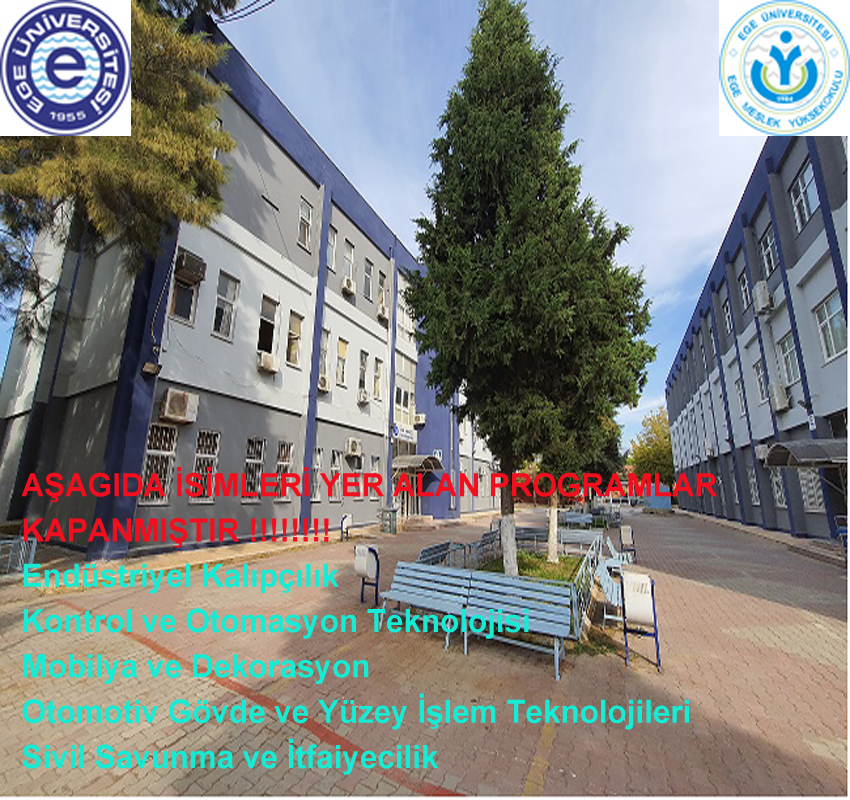 EGE ÜNİVERSİTESİ
1955
EGE ÜNİVERSİTESİ
EGE MESLEK YÜKSEKOKULU
1984
AŞAGIDA İSİMLERİ YER ALAN PROGRAMLAR
KAPANMIŞTIR !!!!!!!!
Endüstriyel Kalıpçılık
Kontrol ve Otomasyon Teknolojisi
Mobilya ve Dekorasyon
Otomotiv Gövde ve Yüzey İşlem Teknolojileri
Sivil Savunma ve İtfaiyecilik